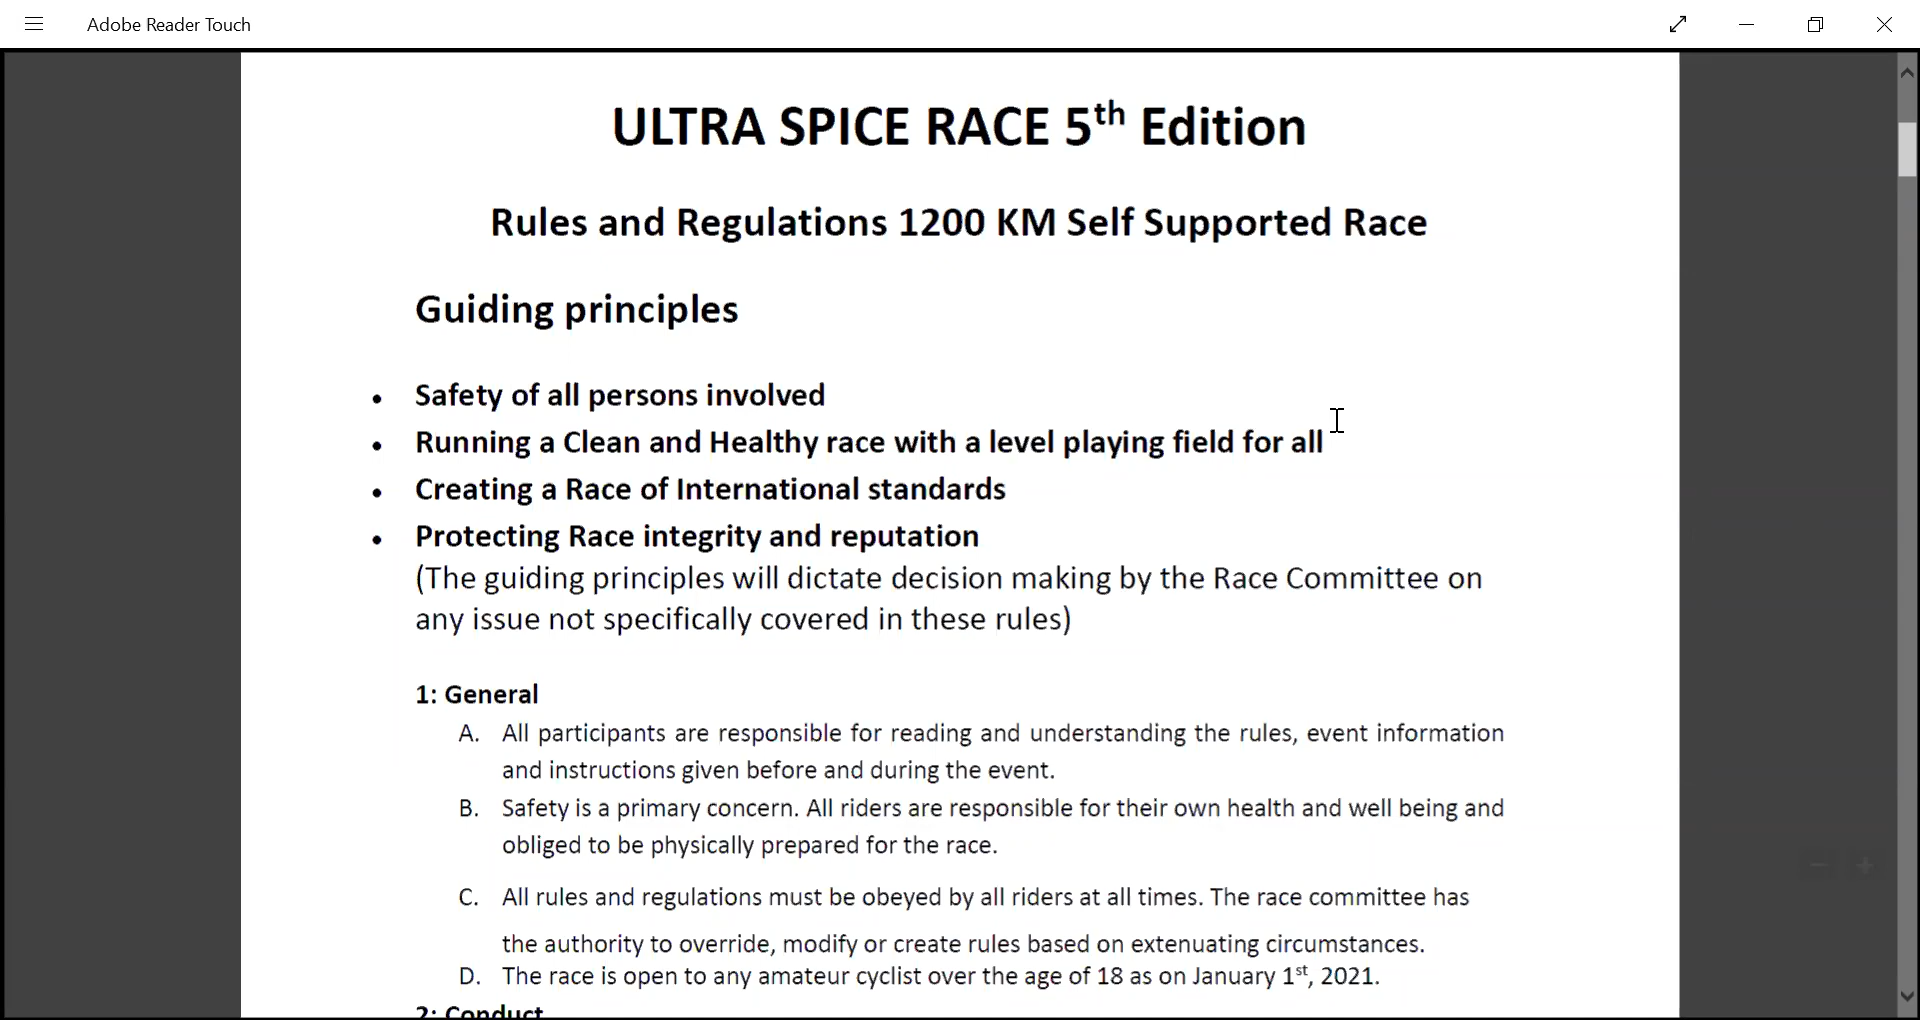 Adobe Reader Touch
ULTRA SPICE RACE 5th Edition
Rules and Regulations 1200 KM Self Supported Race
Guiding principles
• Safety of all persons involved
• Running a Clean and Healthy race with a level playing field for all
• Creating a Race of International standards
• Protecting Race integrity and reputation
(The guiding principles will dictate decision making by the Race Committee on
any issue not specifically covered in these rules)
1: General
A. All participants are responsible for reading and understanding the rules, event information
and instructions given before and during the event.
B. Safety is a primary concern. All riders are responsible for their own health and well being and
obliged to be physically prepared for the race.
C. All rules and regulations must be obeyed by all riders at all times. The race committee has
the authority to override, modify or create rules based on extenuating circumstances.
D. The race is open to any amateur cyclist over the age of 18 as on January 1st, 2021.
2: Conduct